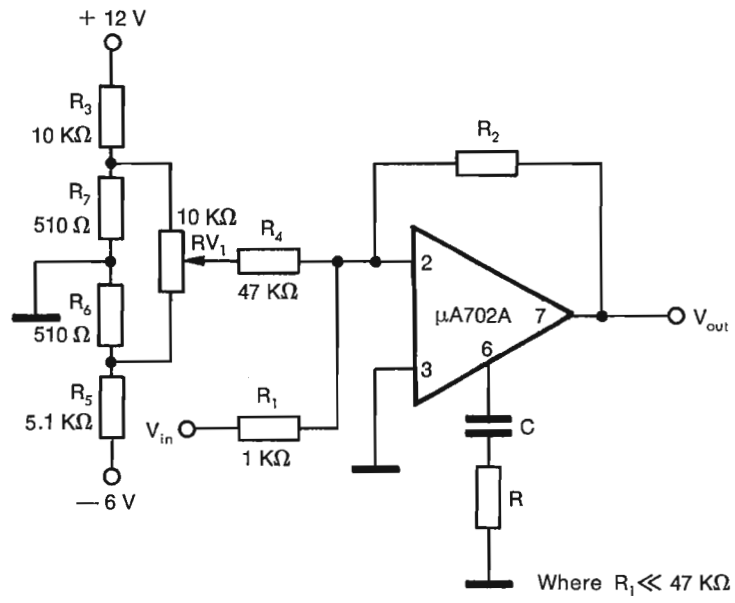 + 12 V
R3
10 KΩ
R7
510 Ω
R6
510 Ω
R5
5.1 KΩ
— 6 V
10 KΩ
RV1
R4
47 KΩ
R2
2
μA702A
7
6
3
Vout
Vin
R1
1 KΩ
C
R
Where R1 ≪ 47 KΩ